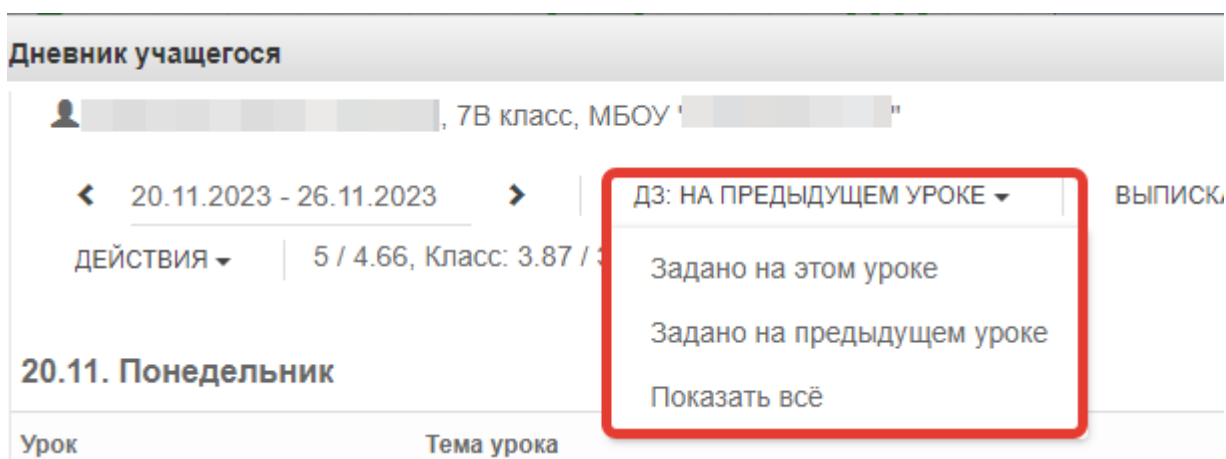 Дневник учащегося
, 7В класс, МБОУ " "
20.11.2023 - 26.11.2023 ДЗ: НА ПРЕДЫДУЩЕМ УРОКЕ ВЫПИСКА
ДЕЙСТВИЯ 5 / 4.66, Класс: 3.87 /
Задано на этом уроке
Задано на предыдущем уроке
Показать всё
20.11. Понедельник
Урок Тема урока